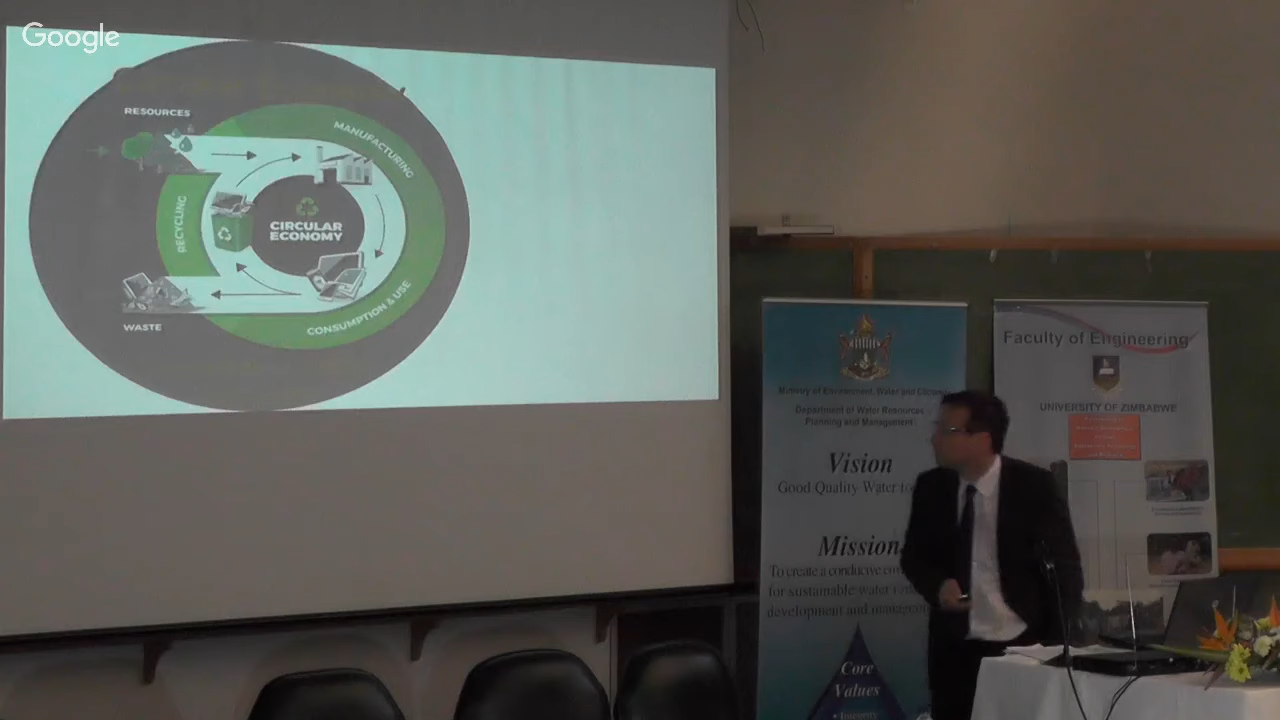 Google
RESOURCES
MANUFACTURING
RECYCLING
CIRCULAR
ECONOMY
CONSUMPTION & USE
WASTE
Ministry of Environment, Water and
Department of Water Resources
Planning and Management
Vision
Good Quality Water
Mission
To create a conducive
for sustainable water
development and
Core
Values
• Integrity
Faculty of Engineering
UNIVERSITY OF ZIMBABWE